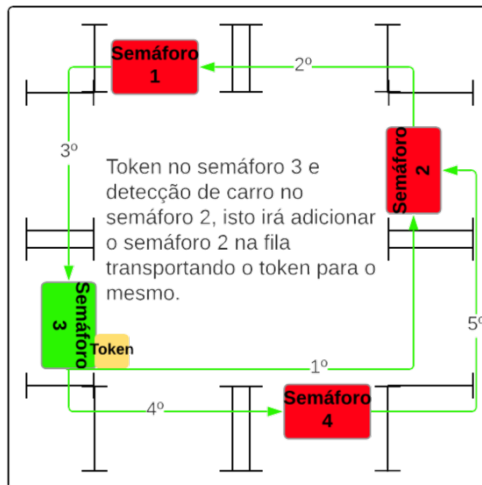 Semáforo
1
2º
3º
Token no semáforo 3 e
detecção de carro no
semáforo 2, isto irá adicionar
o semáforo 2 na fila
transportando o token para o
mesmo.
Semáforo
2
Semáforo
3
Token
1º
5º
4º
Semáforo
4